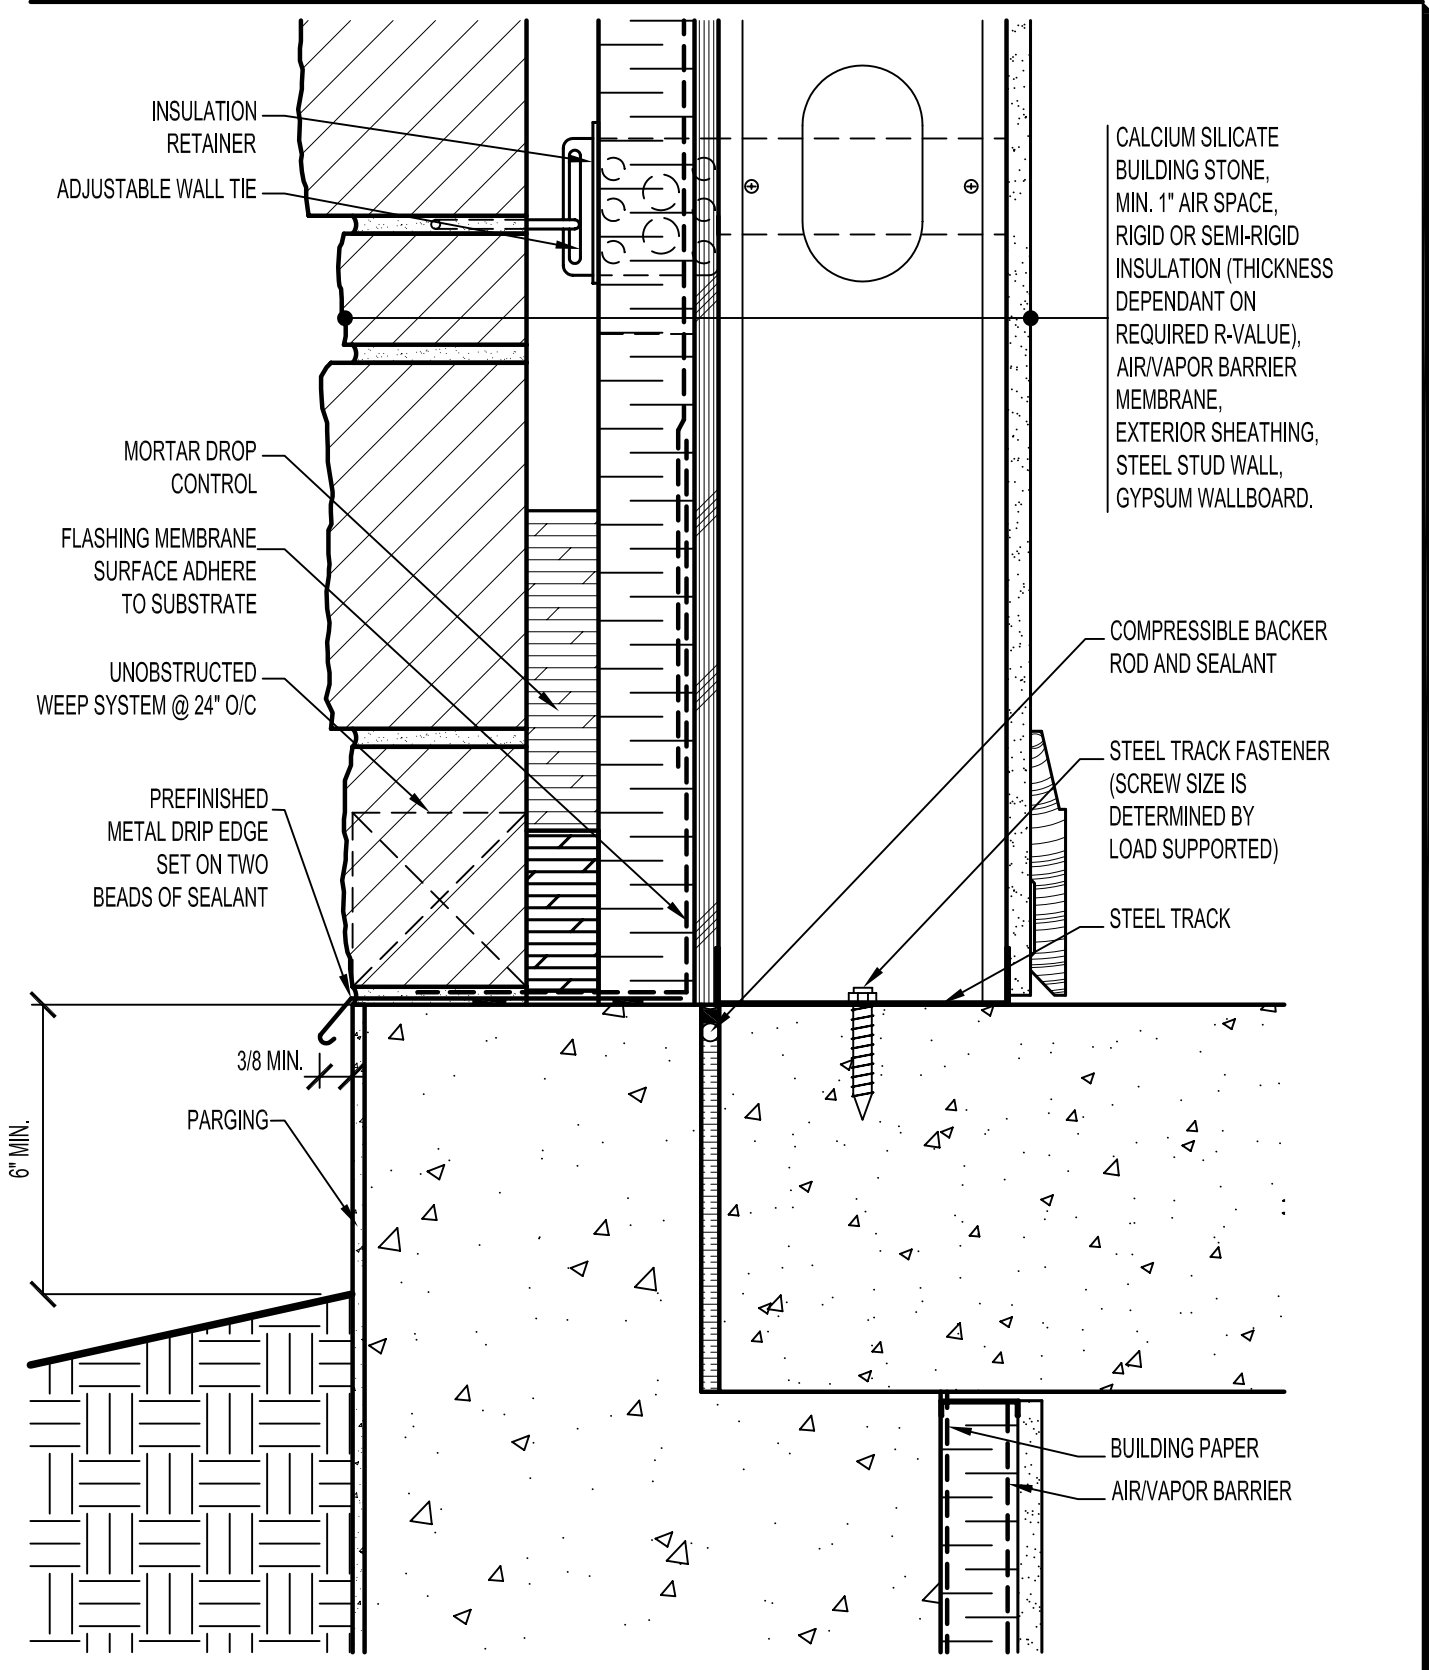 INSULATION
RETAINER
ADJUSTABLE WALL TIE
MORTAR DROP
CONTROL
FLASHING MEMBRANE
SURFACE ADHERE
TO SUBSTRATE
UNOBSTRUCTED
WEEP SYSTEM @ 24" O/C
PREFINISHED
METAL DRIP EDGE
SET ON TWO
BEADS OF SEALANT
3/8 MIN.
PARGING
6" MIN.
CALCIUM SILICATE
BUILDING STONE,
MIN. 1" AIR SPACE,
RIGID OR SEMI-RIGID
INSULATION (THICKNESS
DEPENDANT ON
REQUIRED R-VALUE),
AIR/VAPOR BARRIER
MEMBRANE,
EXTERIOR SHEATHING,
STEEL STUD WALL,
GYPSUM WALLBOARD.
COMPRESSIBLE BACKER
ROD AND SEALANT
STEEL TRACK FASTENER
(SCREW SIZE IS
DETERMINED BY
LOAD SUPPORTED)
STEEL TRACK
BUILDING PAPER
AIR/VAPOR BARRIER